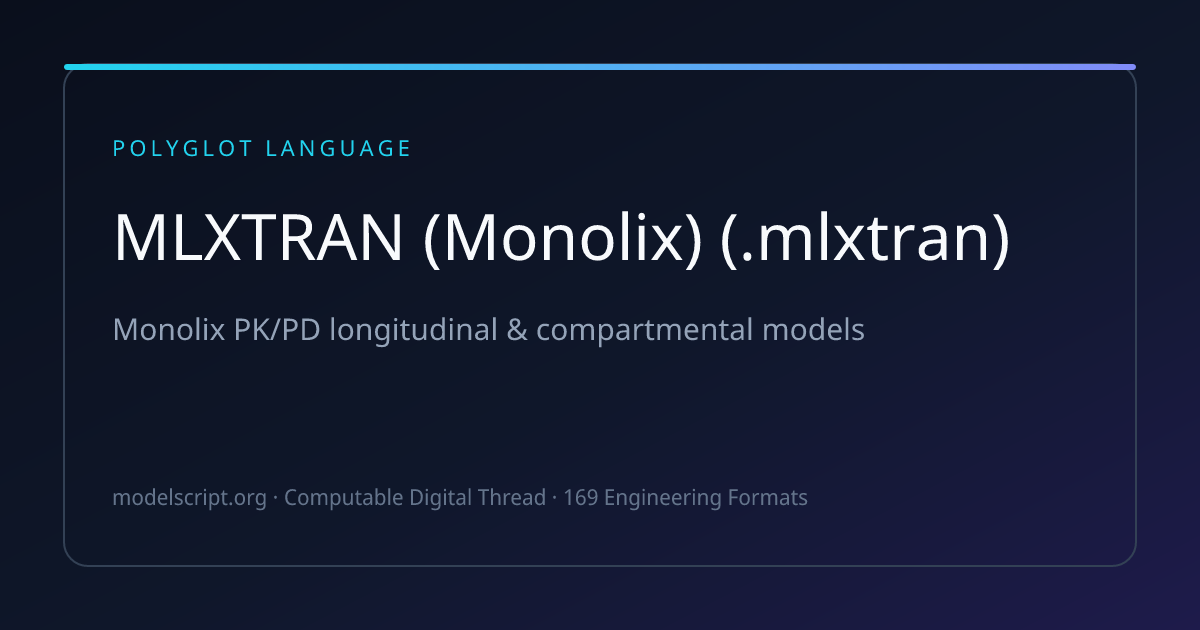 POLYGLOT LANGUAGE
MLXTRAN (Monolix) (.mlxtran)
Monolix PK/PD longitudinal & compartmental models
modelscript.org · Computable Digital Thread · 169 Engineering Formats